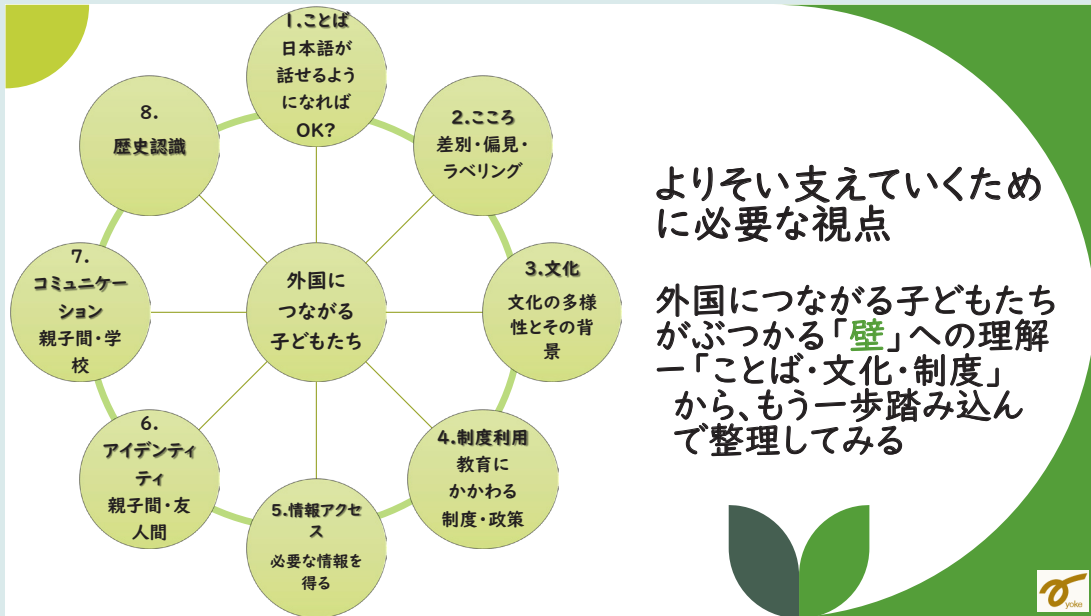 1.ことば
日本語が
話せるよう
になれば
OK?
2.こころ
差別・偏見・
ラベリング
3.文化
文化の多様
性とその背
景
4.制度利用
教育に
かかわる
制度・政策
5.情報アクセ
ス
必要な情報を
得る
6.
アイデンティ
ティ
親子間・友
人間
7.
コミュニケー
ション
親子間・学
校
8.
歴史認識
外国に
つながる
子どもたち
よりそい支えていくため
に必要な視点
外国につながる子どもたち
がぶつかる「壁」への理解
ー「ことば・文化・制度」
から、もう一歩踏み込ん
で整理してみる
yoke